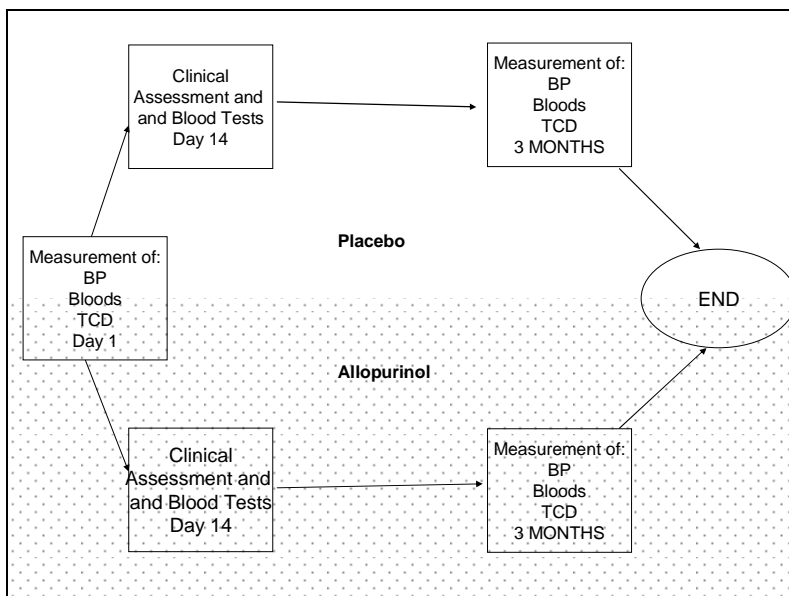 Clinical
Assessment and
and Blood Tests
Day 14
Measurement of:
BP
Bloods
TCD
3 MONTHS
Placebo
Measurement of:
BP
Bloods
TCD
Day 1
END
Allopurinol
Clinical
Assessment and
and Blood Tests
Day 14
Measurement of:
BP
Bloods
TCD
3 MONTHS